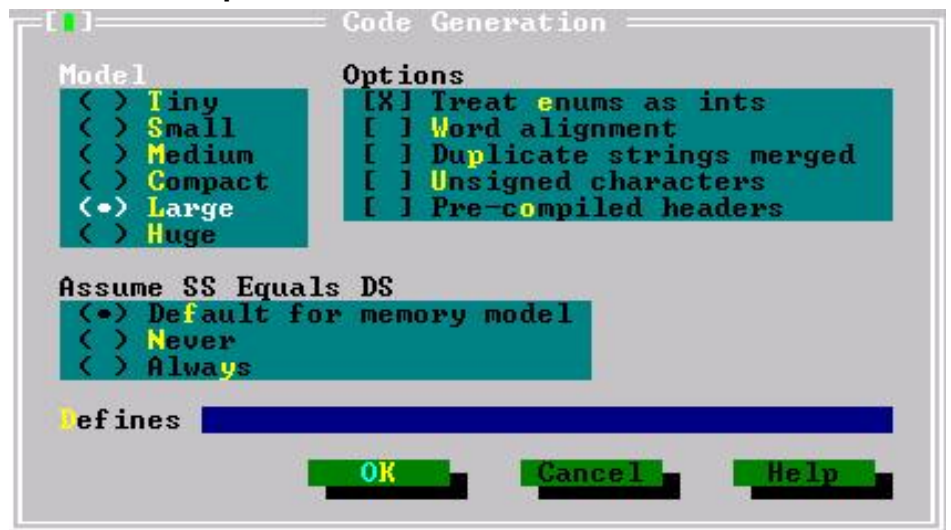 [▮] Code Generation
Model
( ) Tiny
( ) Small
( ) Medium
( ) Compact
(•) Large
( ) Huge
Options
[X] Treat enums as ints
[ ] Word alignment
[ ] Duplicate strings merged
[ ] Unsigned characters
[ ] Pre-compiled headers
Assume SS Equals DS
(•) Default for memory model
( ) Never
( ) Always
Defines
OK Cancel Help